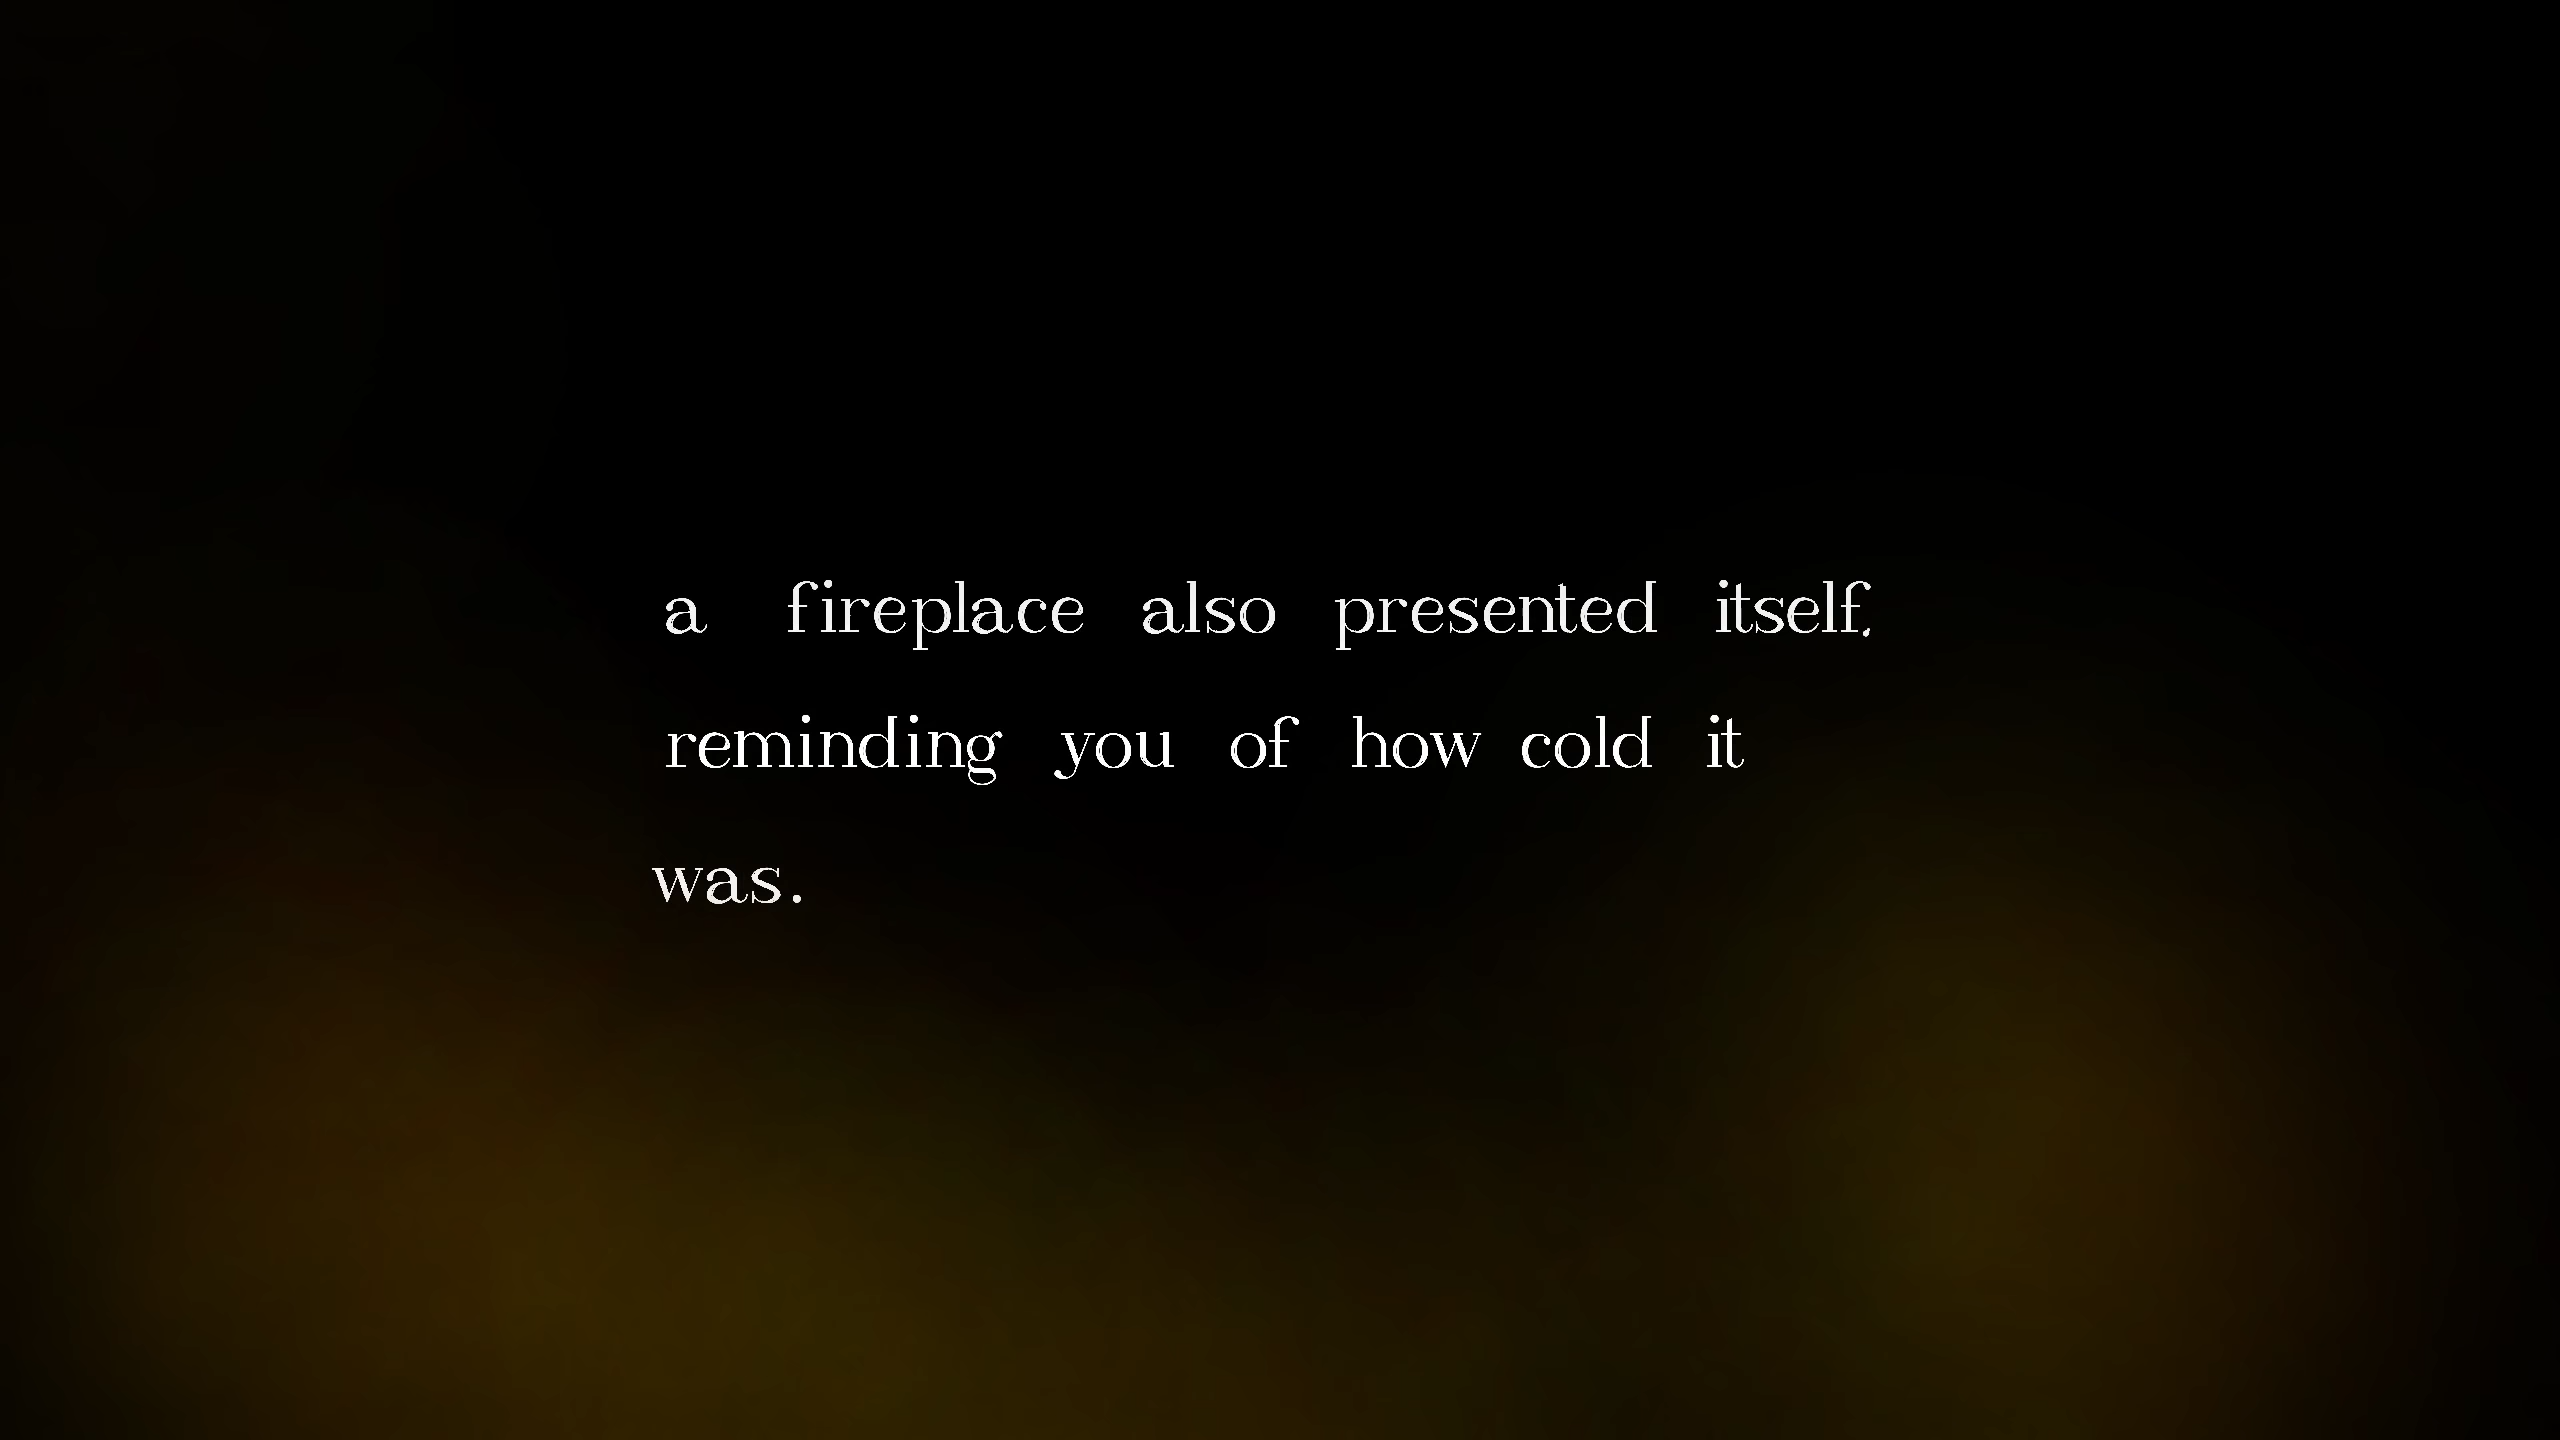 a fireplace also presented itself,
reminding you of how cold it
was.